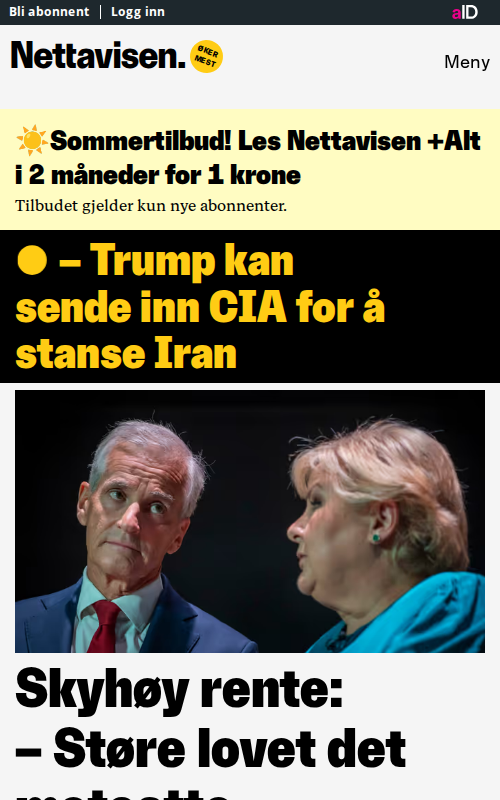 Bli abonnent
Logg inn
aID
Nettavisen.
ØKER
MEST
Meny
Sommertilbud! Les Nettavisen +Alt
i 2 måneder for 1 krone
Tilbudet gjelder kun nye abonnenter.
– Trump kan
sende inn CIA for å
stanse Iran
Skyhøy rente:
– Støre lovet det